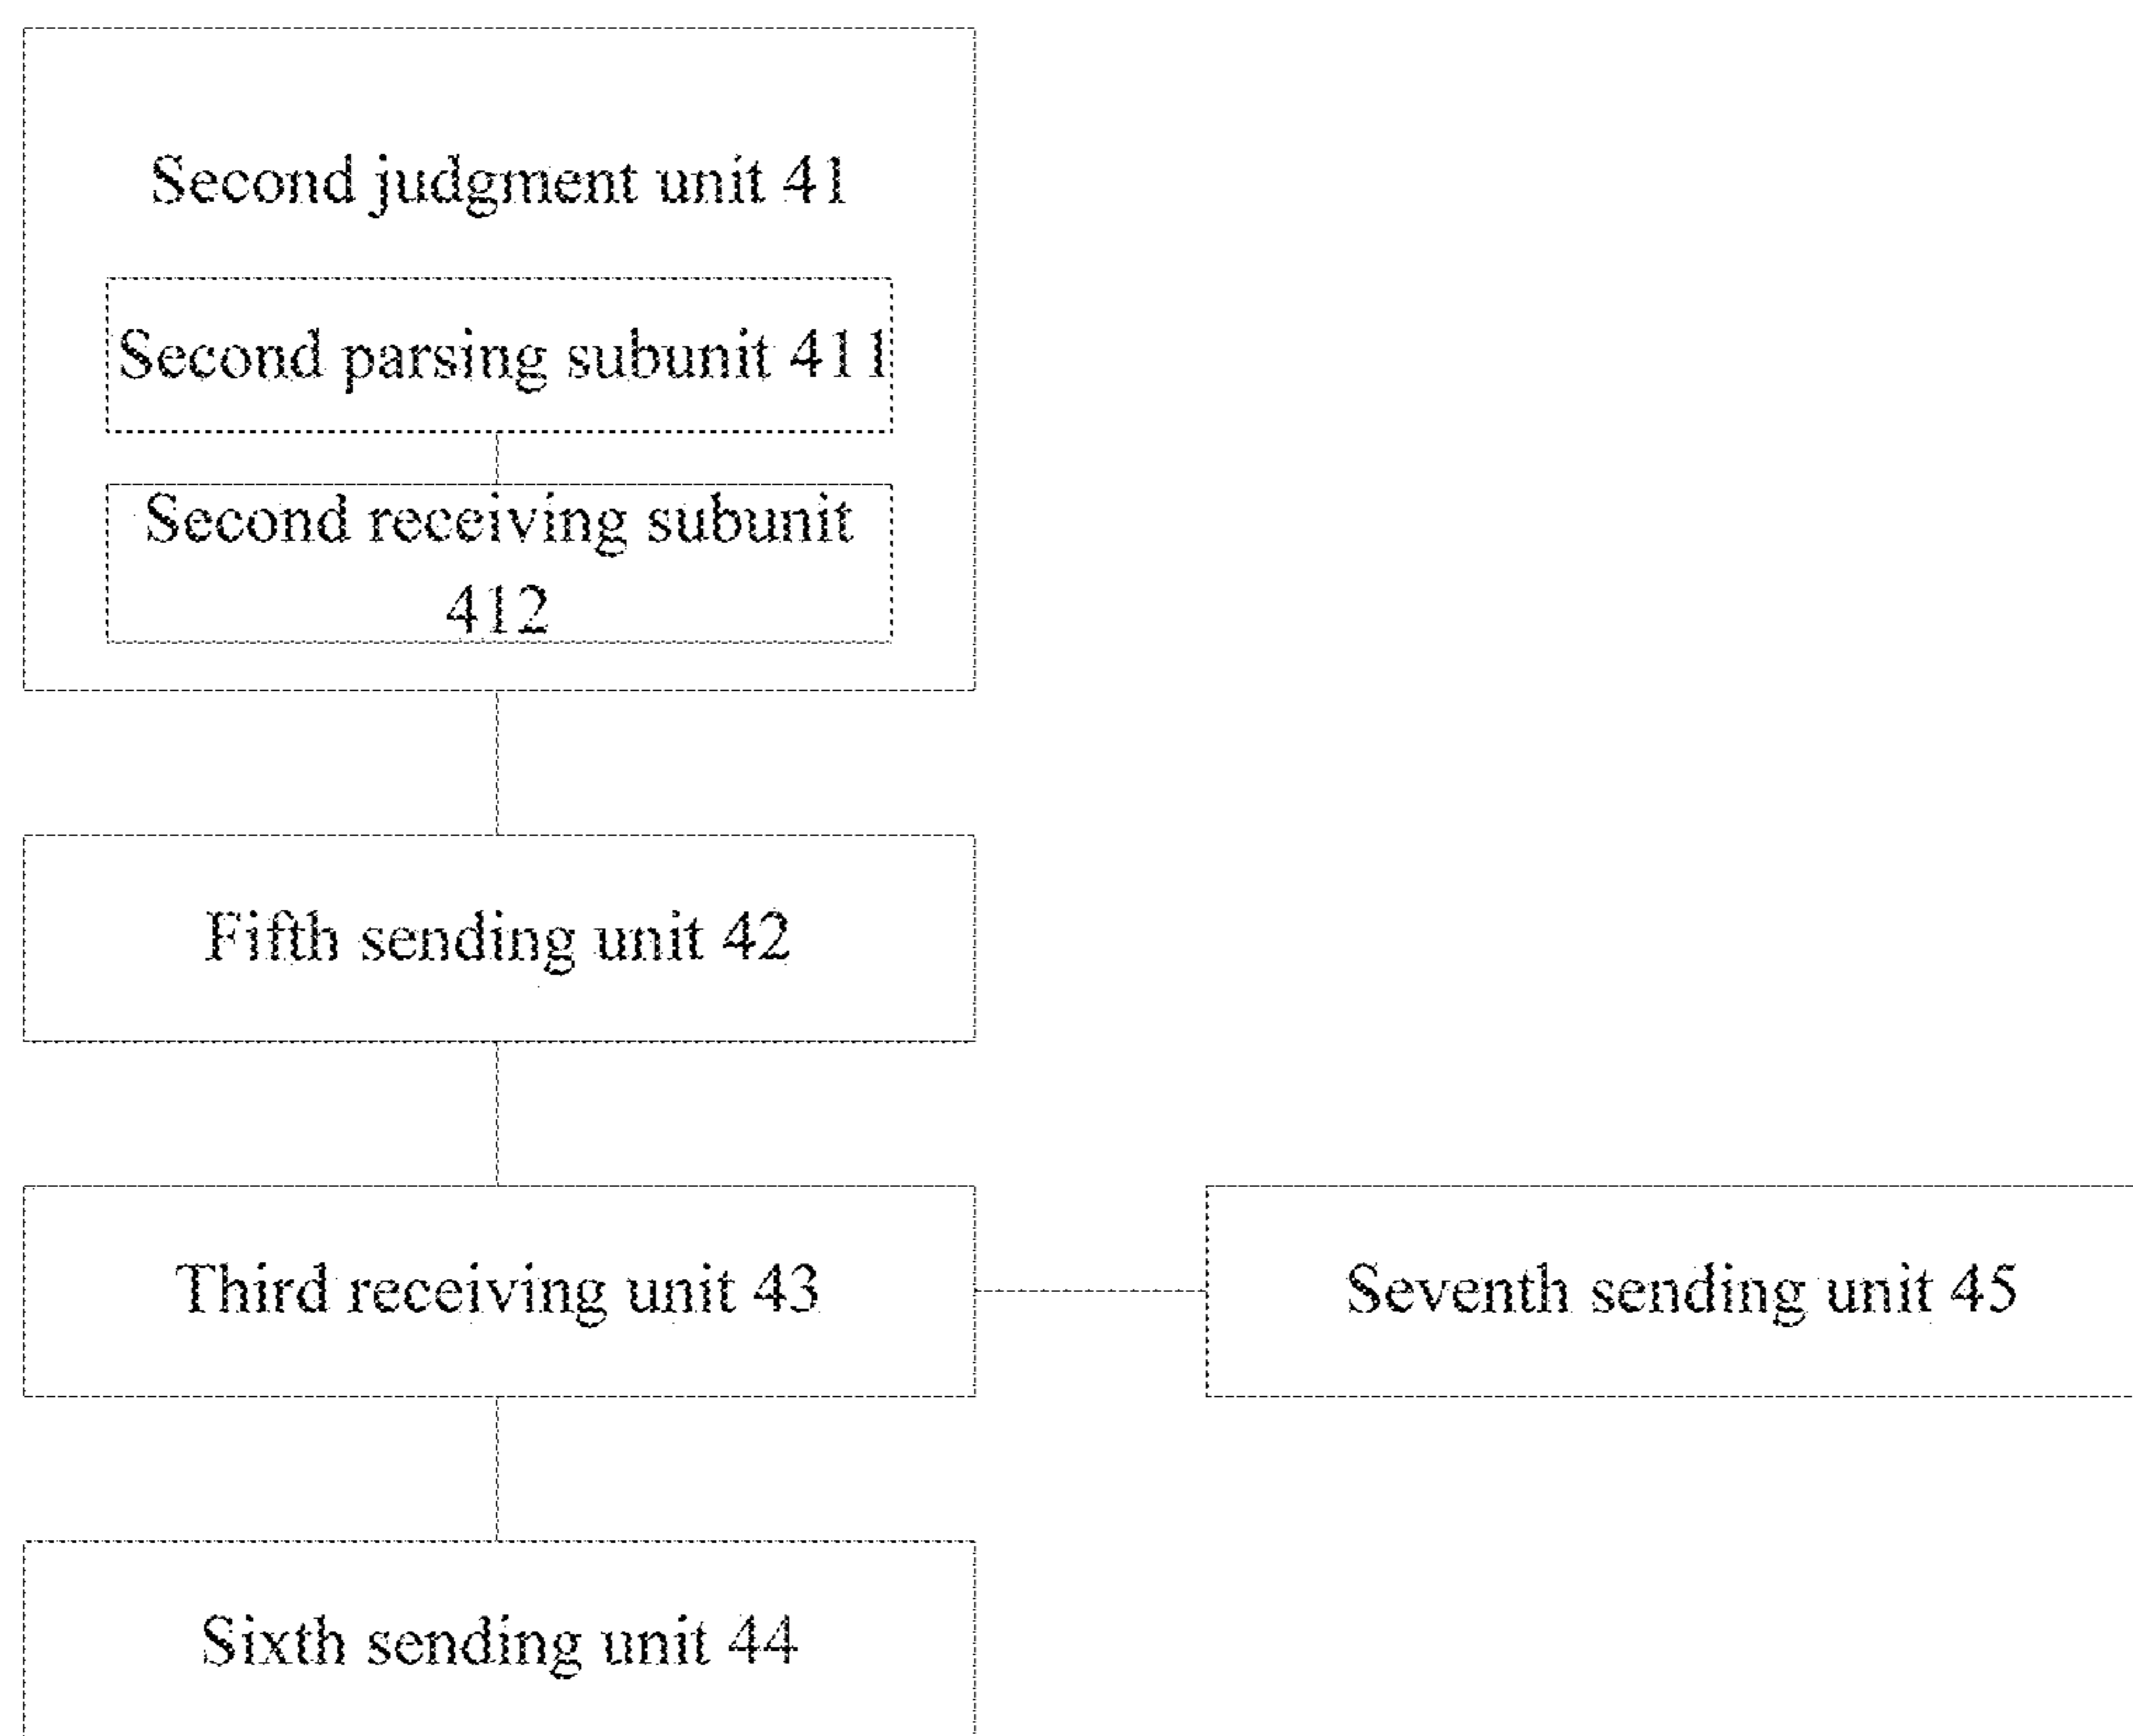 Second judgment unit 41
Second parsing subunit 411
Second receiving subunit
412
Fifth sending unit 42
Third receiving unit 43
Seventh sending unit 45
Sixth sending unit 44